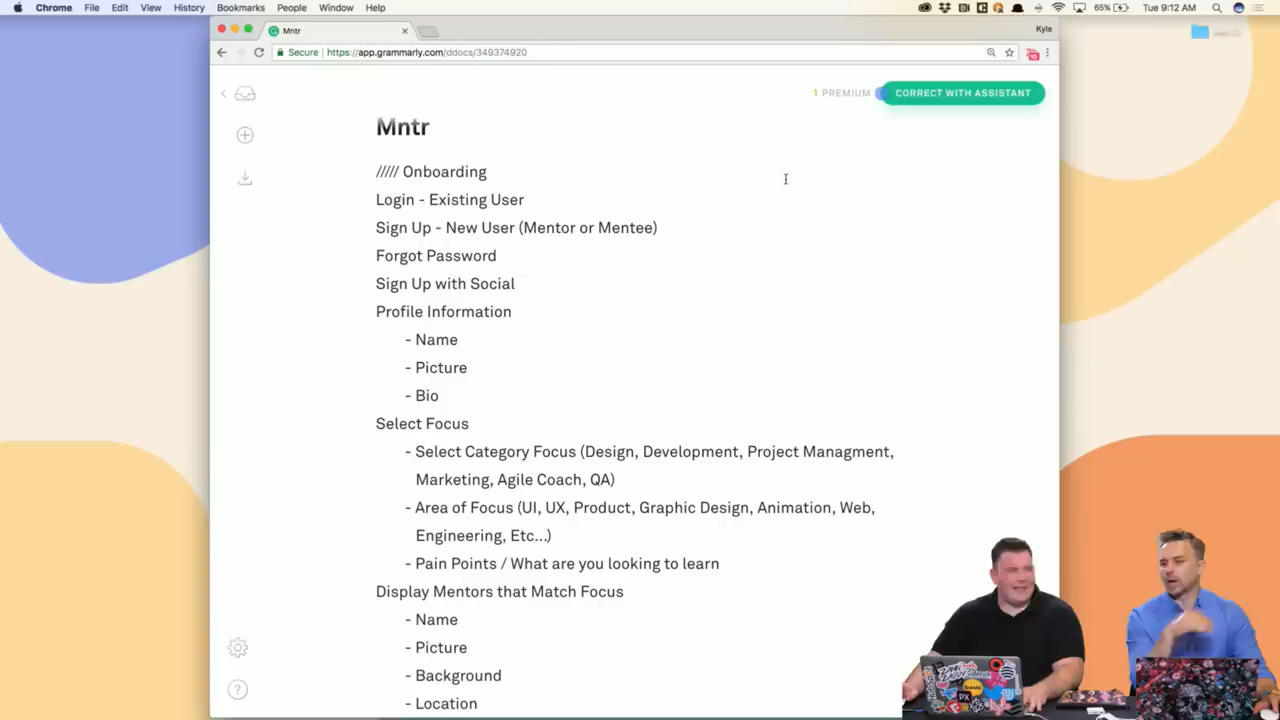 Chrome File Edit View History Bookmarks People Window Help 65% Tue 9:12 AM
Mntr Kyle
Secure https://app.grammarly.com/ddocs/349374920
1 PREMIUM CORRECT WITH ASSISTANT
Mntr
///// Onboarding
Login - Existing User
Sign Up - New User (Mentor or Mentee)
Forgot Password
Sign Up with Social
Profile Information
- Name
- Picture
- Bio
Select Focus
- Select Category Focus (Design, Development, Project Managment,
Marketing, Agile Coach, QA)
- Area of Focus (UI, UX, Product, Graphic Design, Animation, Web,
Engineering, Etc...)
- Pain Points / What are you looking to learn
Display Mentors that Match Focus
- Name
- Picture
- Background
- Location